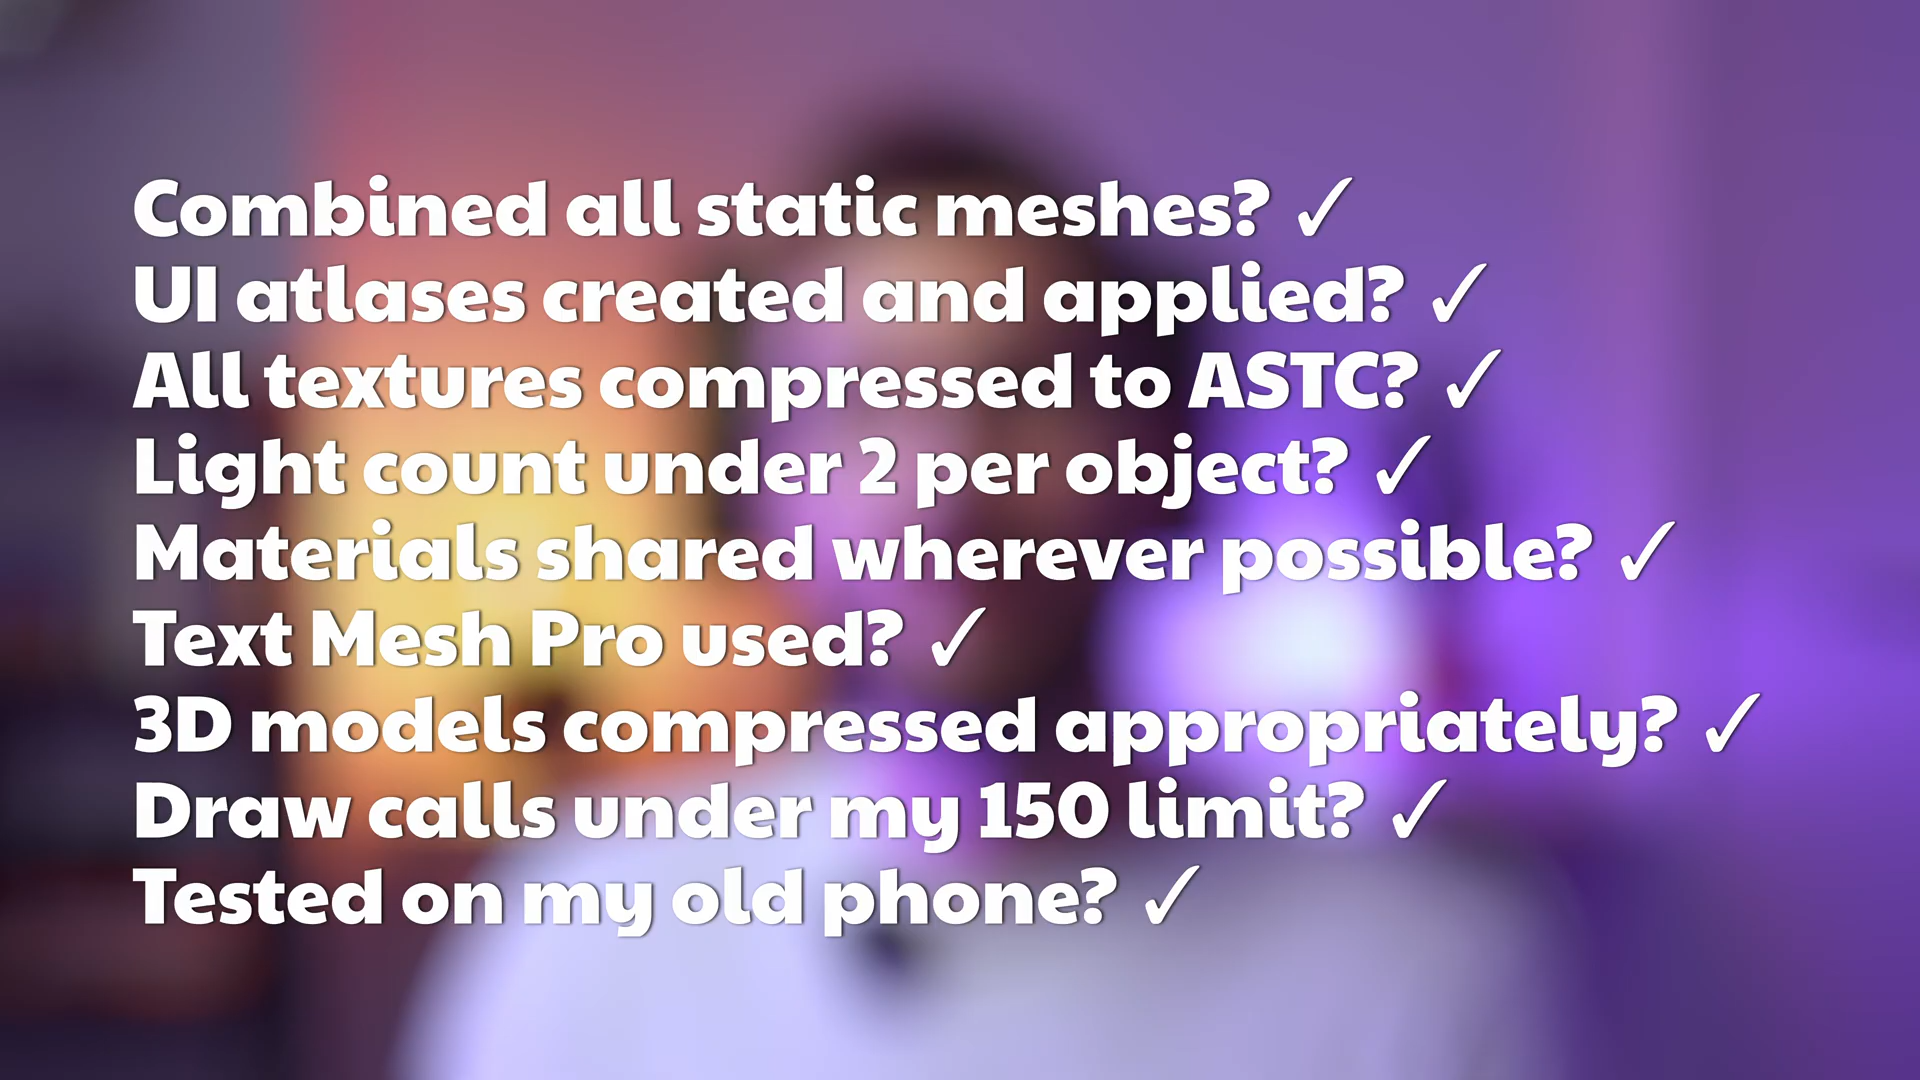 Combined all static meshes? ✓
UI atlases created and applied? ✓
All textures compressed to ASTC? ✓
Light count under 2 per object? ✓
Materials shared wherever possible? ✓
Text Mesh Pro used? ✓
3D models compressed appropriately? ✓
Draw calls under my 150 limit? ✓
Tested on my old phone? ✓